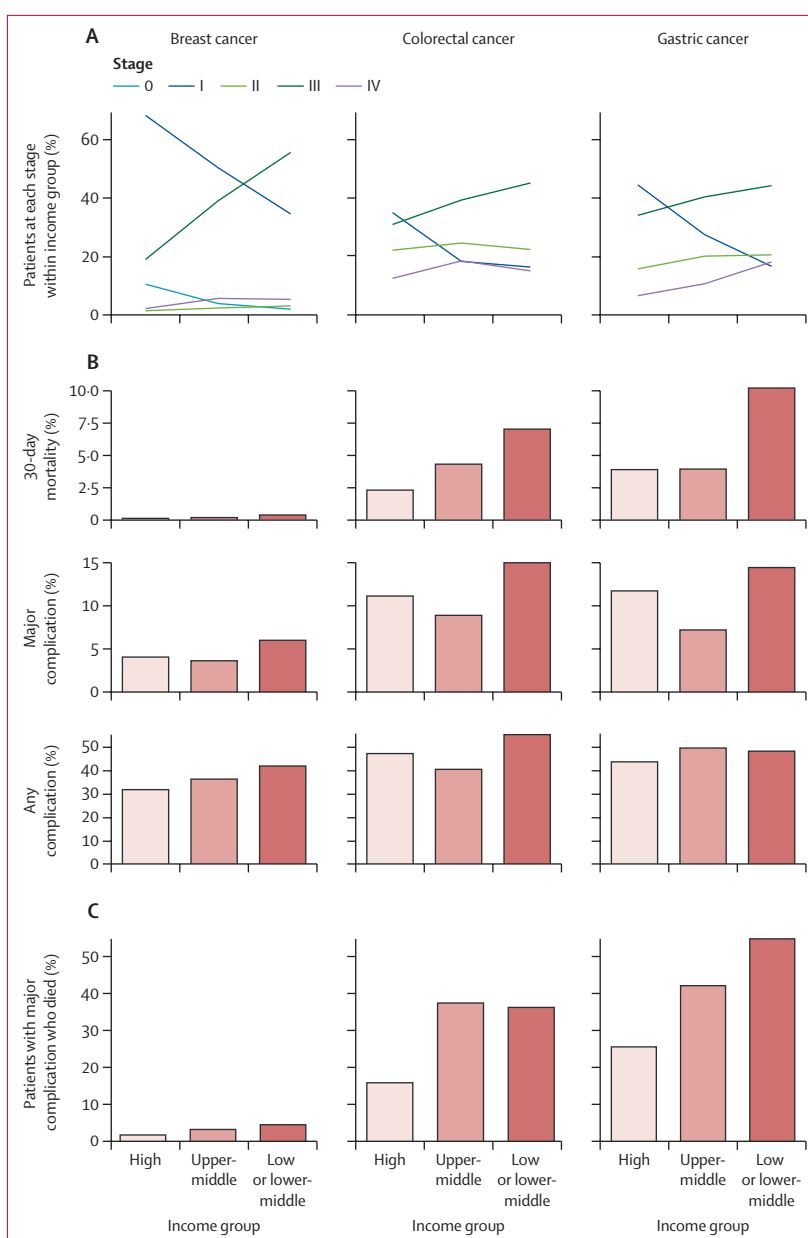 A
Breast cancer
Colorectal cancer
Gastric cancer
Stage
0 I II III IV
Patients at each stage
within income group (%)
60
40
20
0
B
30-day
mortality (%)
10·0
7·5
5·0
2·5
0
Major
complication (%)
15
10
5
0
Any
complication (%)
50
40
30
20
10
0
C
Patients with major
complication who died (%)
50
40
30
20
10
0
High
Upper-
middle
Low
or lower-
middle
Income group
High
Upper-
middle
Low
or lower-
middle
Income group
High
Upper-
middle
Low
or lower-
middle
Income group